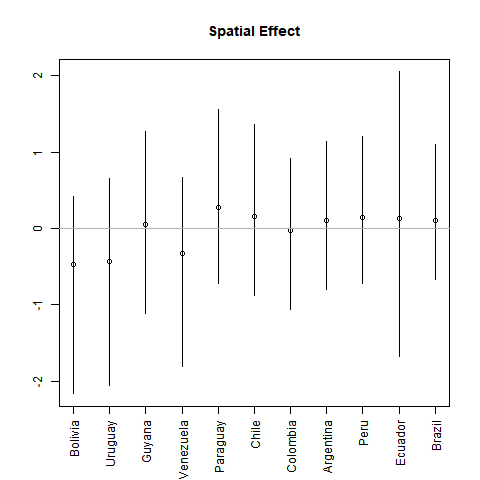 Spatial Effect
2
1
0
-1
-2
Bolivia
Uruguay
Guyana
Venezuela
Paraguay
Chile
Colombia
Argentina
Peru
Ecuador
Brazil